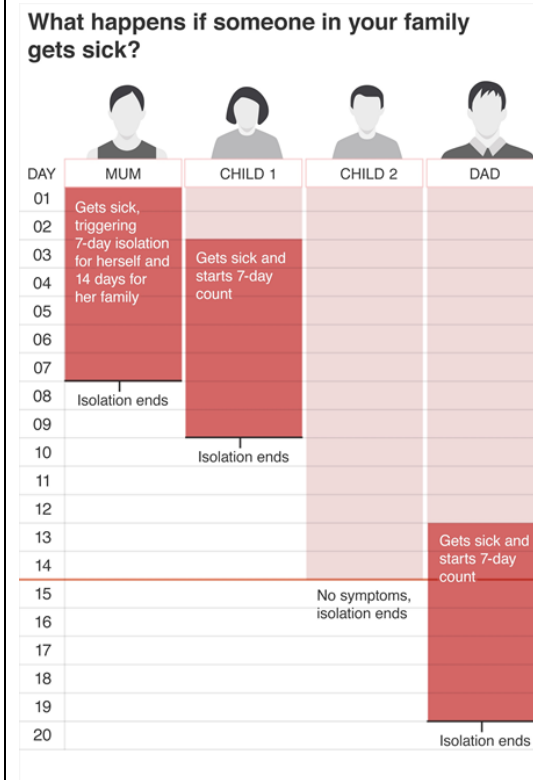 What happens if someone in your family
gets sick?
DAY
MUM
CHILD 1
CHILD 2
DAD
01
02
03
04
05
06
07
08
09
10
11
12
13
14
15
16
17
18
19
20
Gets sick,
triggering
7-day isolation
for herself and
14 days for
her family
Isolation ends
Gets sick and
starts 7-day
count
Isolation ends
No symptoms,
isolation ends
Gets sick and
starts 7-day
count
Isolation ends